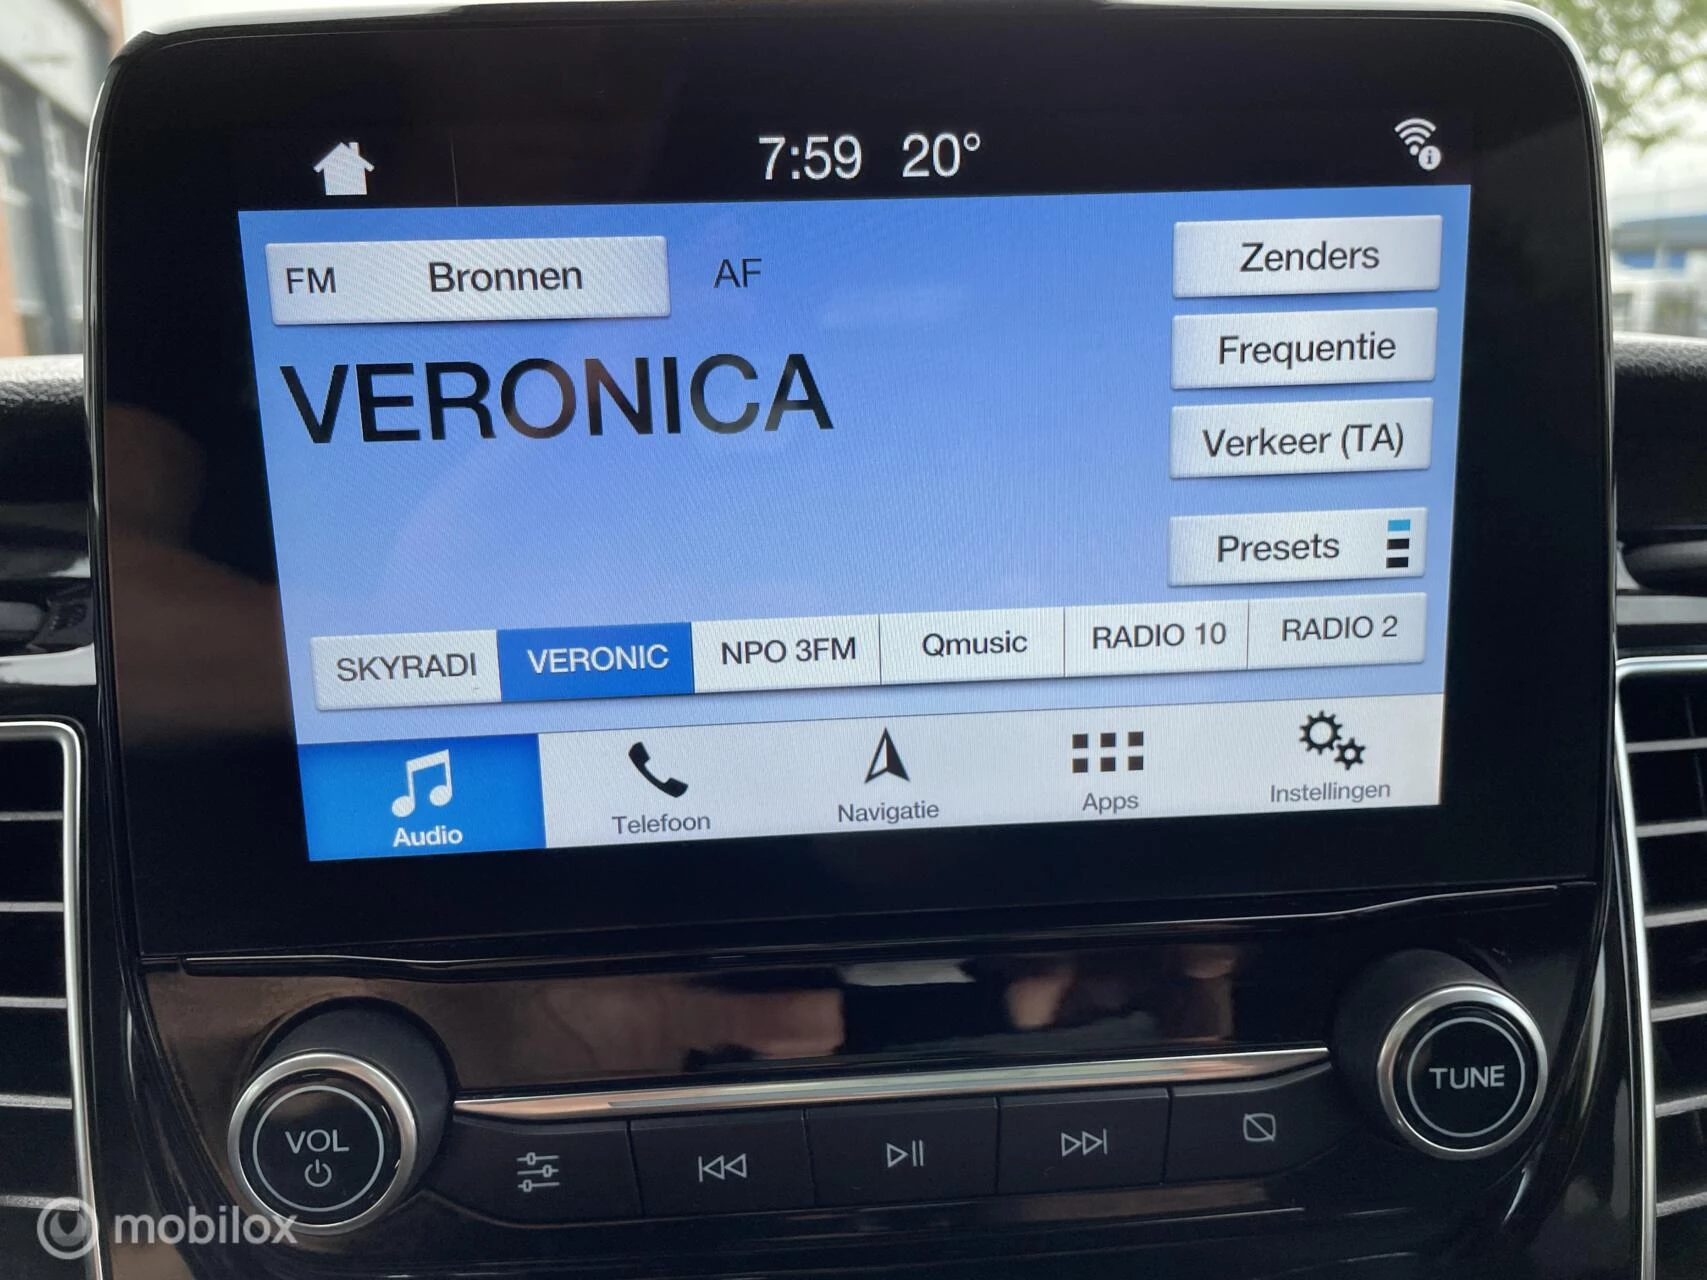 7:59 20°
FM Bronnen AF
Zenders
VERONICA
Frequentie
Verkeer (TA)
Presets
SKYRADI VERONIC NPO 3FM Qmusic RADIO 10 RADIO 2
Audio Telefoon Navigatie Apps Instellingen
VOL
TUNE
mobilox